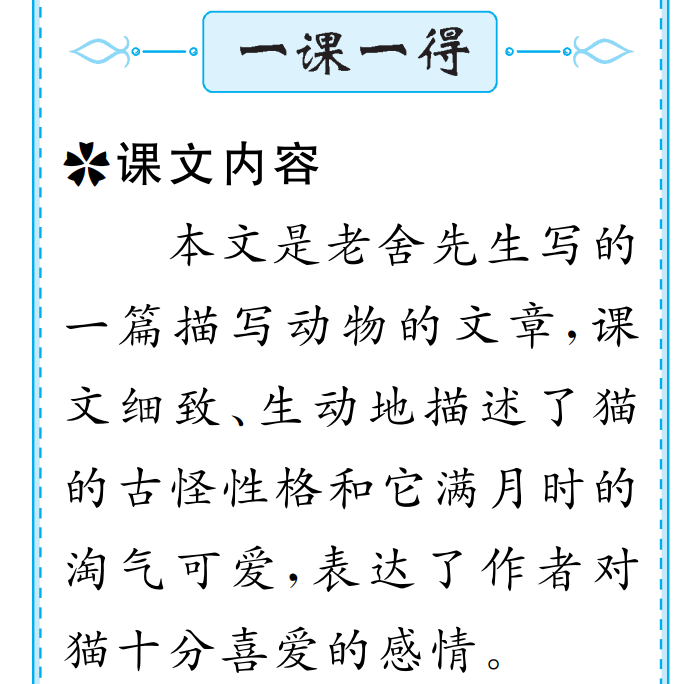 一课一得
课文内容
本文是老舍先生写的
一篇描写动物的文章,课
文细致、生动地描述了猫
的古怪性格和它满月时的
淘气可爱,表达了作者对
猫十分喜爱的感情。